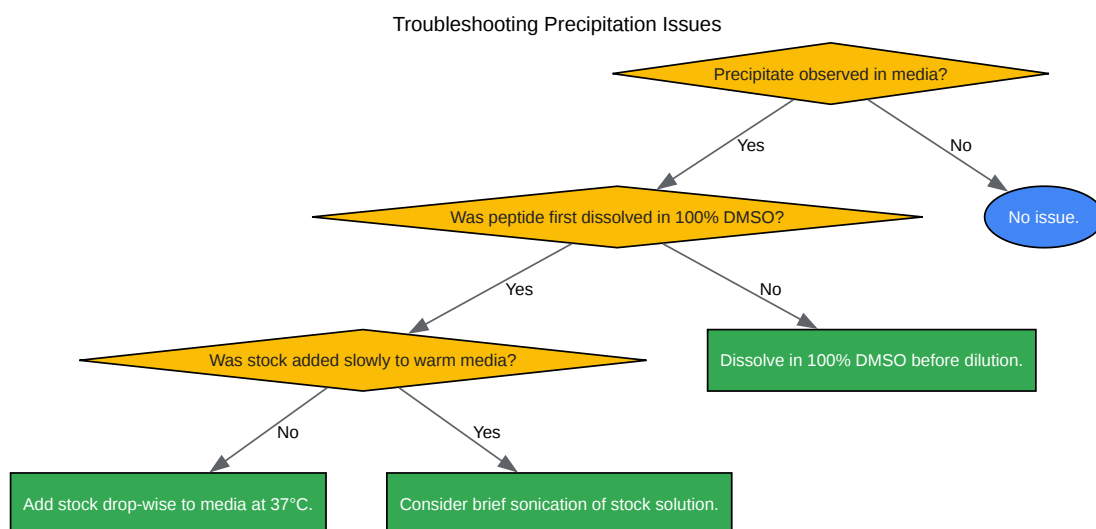 Troubleshooting Precipitation Issues
Precipitate observed in media?
Yes
No
Was peptide first dissolved in 100% DMSO?
No issue.
Yes
No
Was stock added slowly to warm media?
Dissolve in 100% DMSO before dilution.
No
Yes
Add stock drop-wise to media at 37°C.
Consider brief sonication of stock solution.